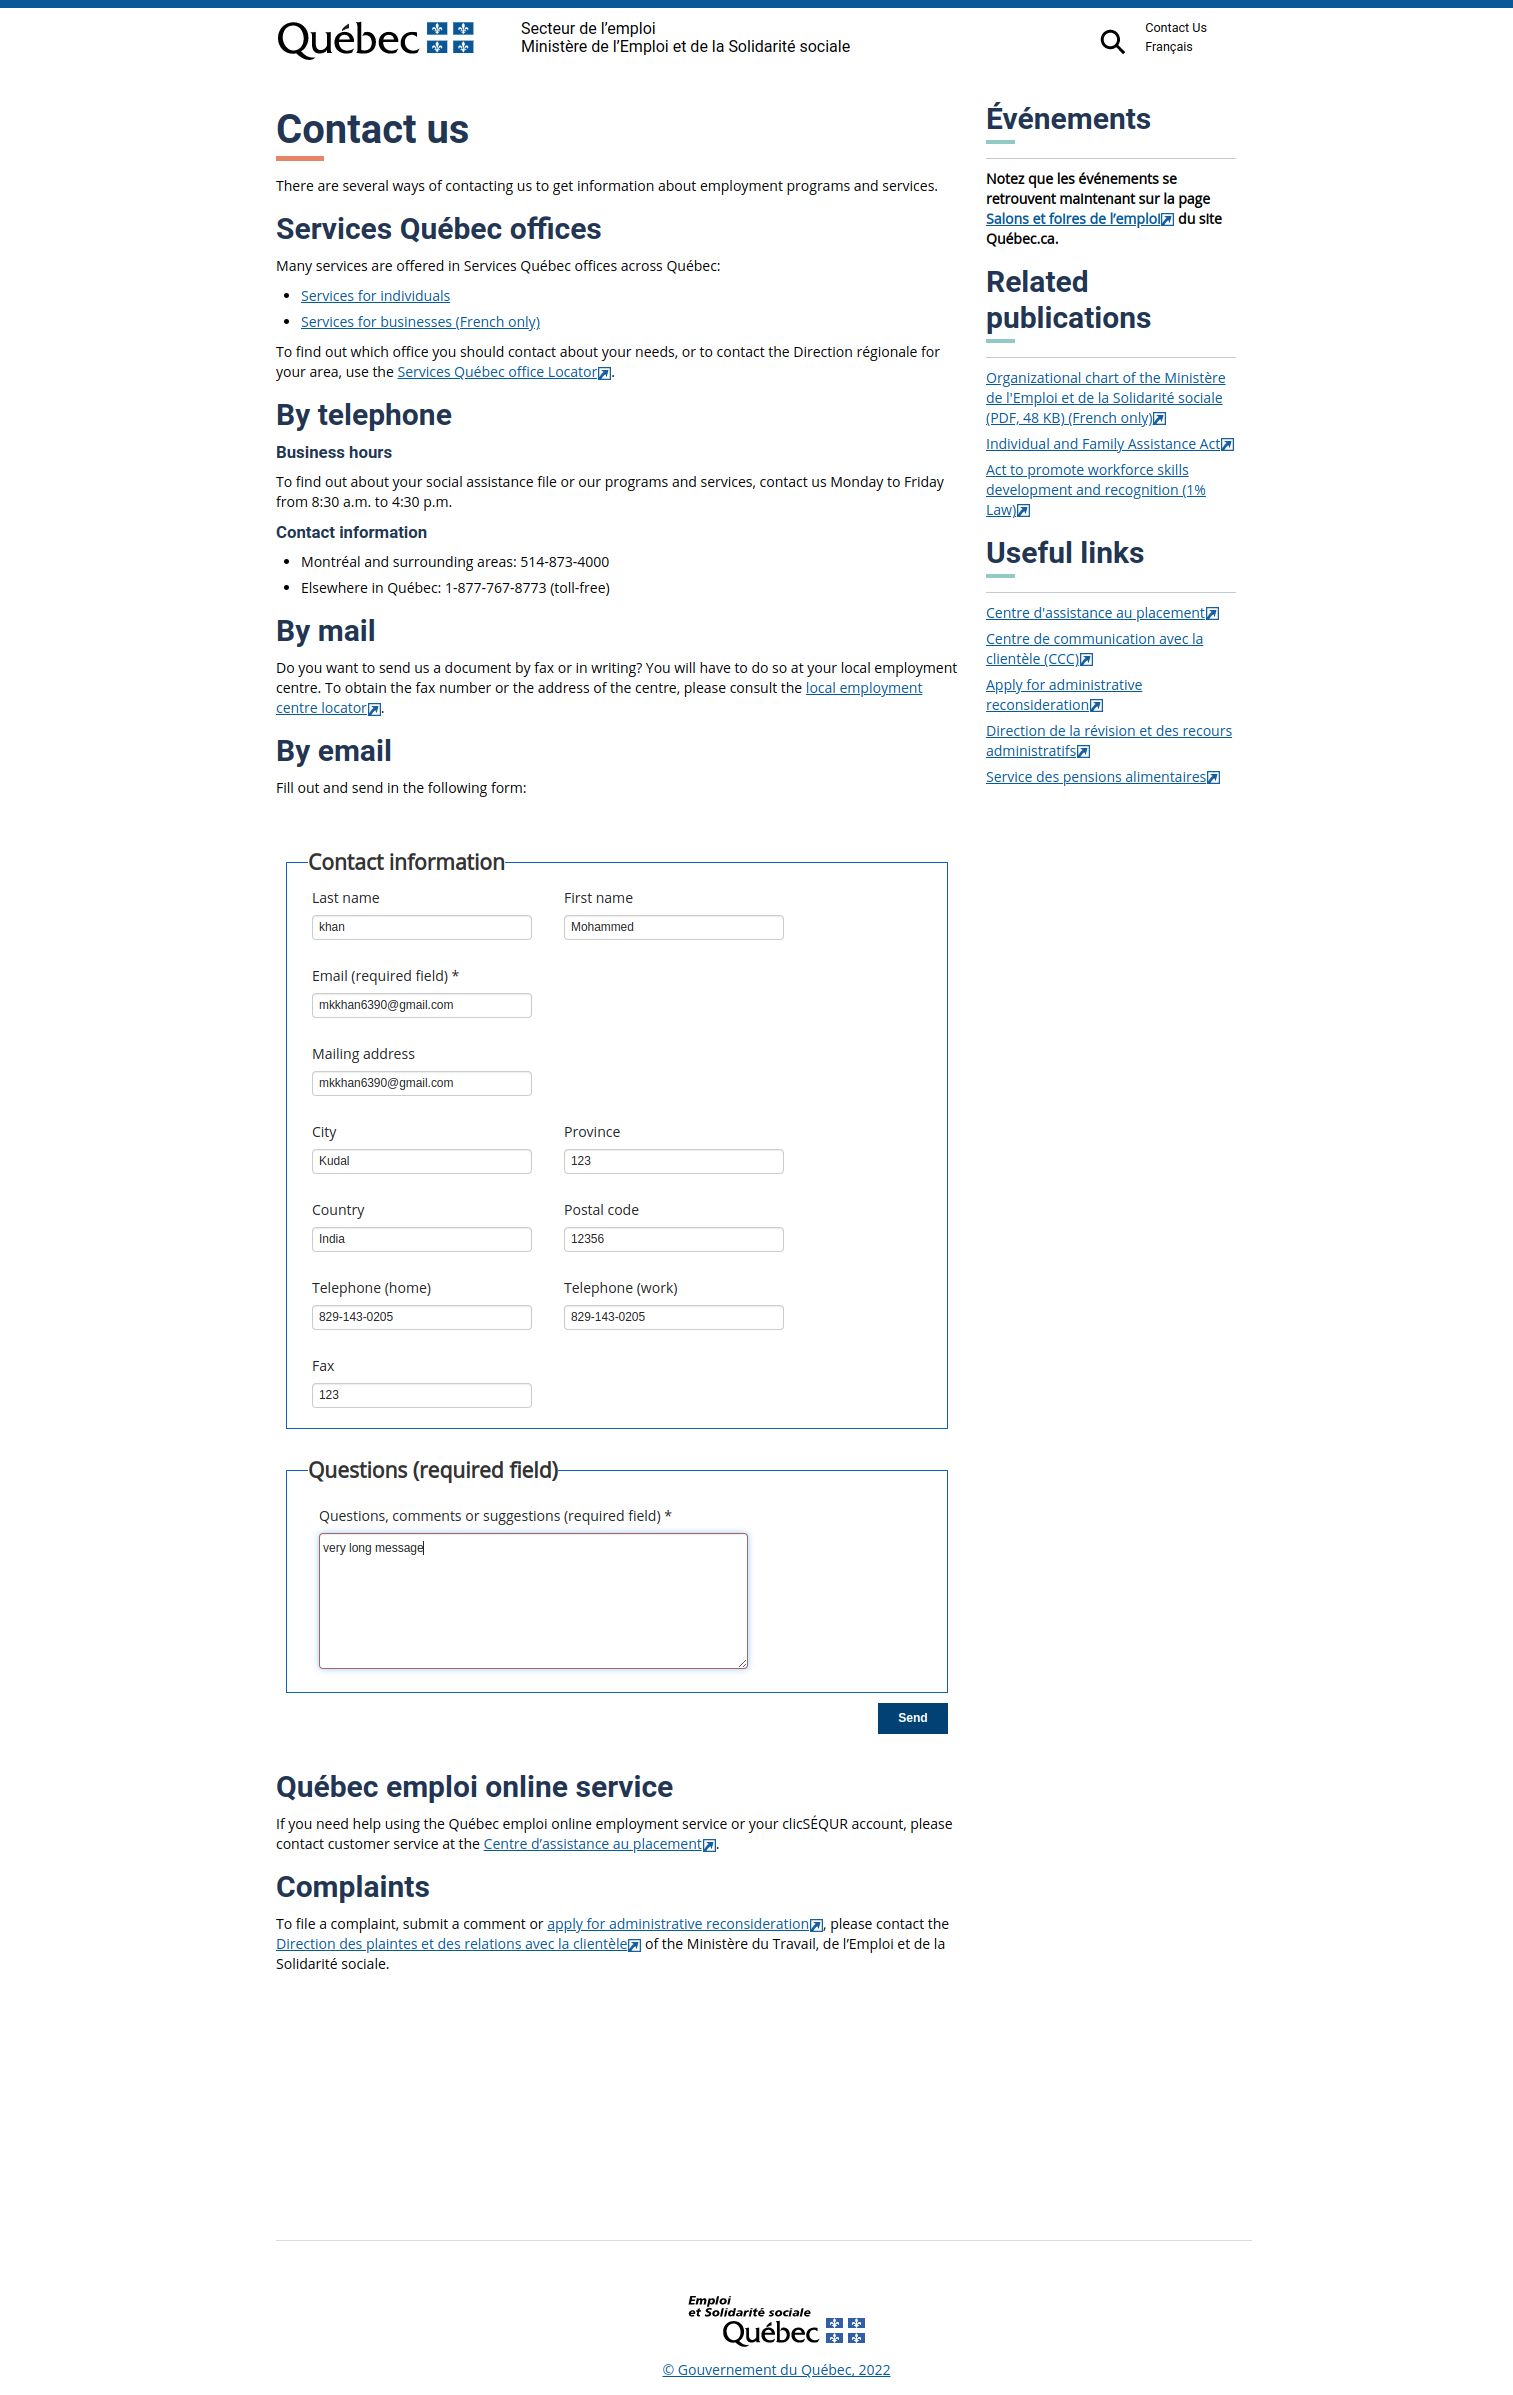 Québec
Secteur de l’emploi
Ministère de l’Emploi et de la Solidarité sociale
Contact Us
Français
Contact us
There are several ways of contacting us to get information about employment programs and services.
Services Québec offices
Many services are offered in Services Québec offices across Québec:
Services for individuals
Services for businesses (French only)
To find out which office you should contact about your needs, or to contact the Direction régionale for
your area, use the Services Québec office Locator.
By telephone
Business hours
To find out about your social assistance file or our programs and services, contact us Monday to Friday
from 8:30 a.m. to 4:30 p.m.
Contact information
Montréal and surrounding areas: 514-873-4000
Elsewhere in Québec: 1-877-767-8773 (toll-free)
By mail
Do you want to send us a document by fax or in writing? You will have to do so at your local employment
centre. To obtain the fax number or the address of the centre, please consult the local employment
centre locator.
By email
Fill out and send in the following form:
Contact information
Last name
First name
khan
Mohammed
Email (required field) *
mkkhan6390@gmail.com
Mailing address
mkkhan6390@gmail.com
City
Province
Kudal
123
Country
Postal code
India
12356
Telephone (home)
Telephone (work)
829-143-0205
829-143-0205
Fax
123
Questions (required field)
Questions, comments or suggestions (required field) *
very long message
Send
Québec emploi online service
If you need help using the Québec emploi online employment service or your clicSÉQUR account, please
contact customer service at the Centre d’assistance au placement.
Complaints
To file a complaint, submit a comment or apply for administrative reconsideration, please contact the
Direction des plaintes et des relations avec la clientèle of the Ministère du Travail, de l’Emploi et de la
Solidarité sociale.
Événements
Notez que les événements se
retrouvent maintenant sur la page
Salons et foires de l’emploi du site
Québec.ca.
Related
publications
Organizational chart of the Ministère
de l'Emploi et de la Solidarité sociale
(PDF, 48 KB) (French only)
Individual and Family Assistance Act
Act to promote workforce skills
development and recognition (1%
Law)
Useful links
Centre d'assistance au placement
Centre de communication avec la
clientèle (CCC)
Apply for administrative
reconsideration
Direction de la révision et des recours
administratifs
Service des pensions alimentaires
Emploi
et Solidarité sociale
Québec
© Gouvernement du Québec, 2022